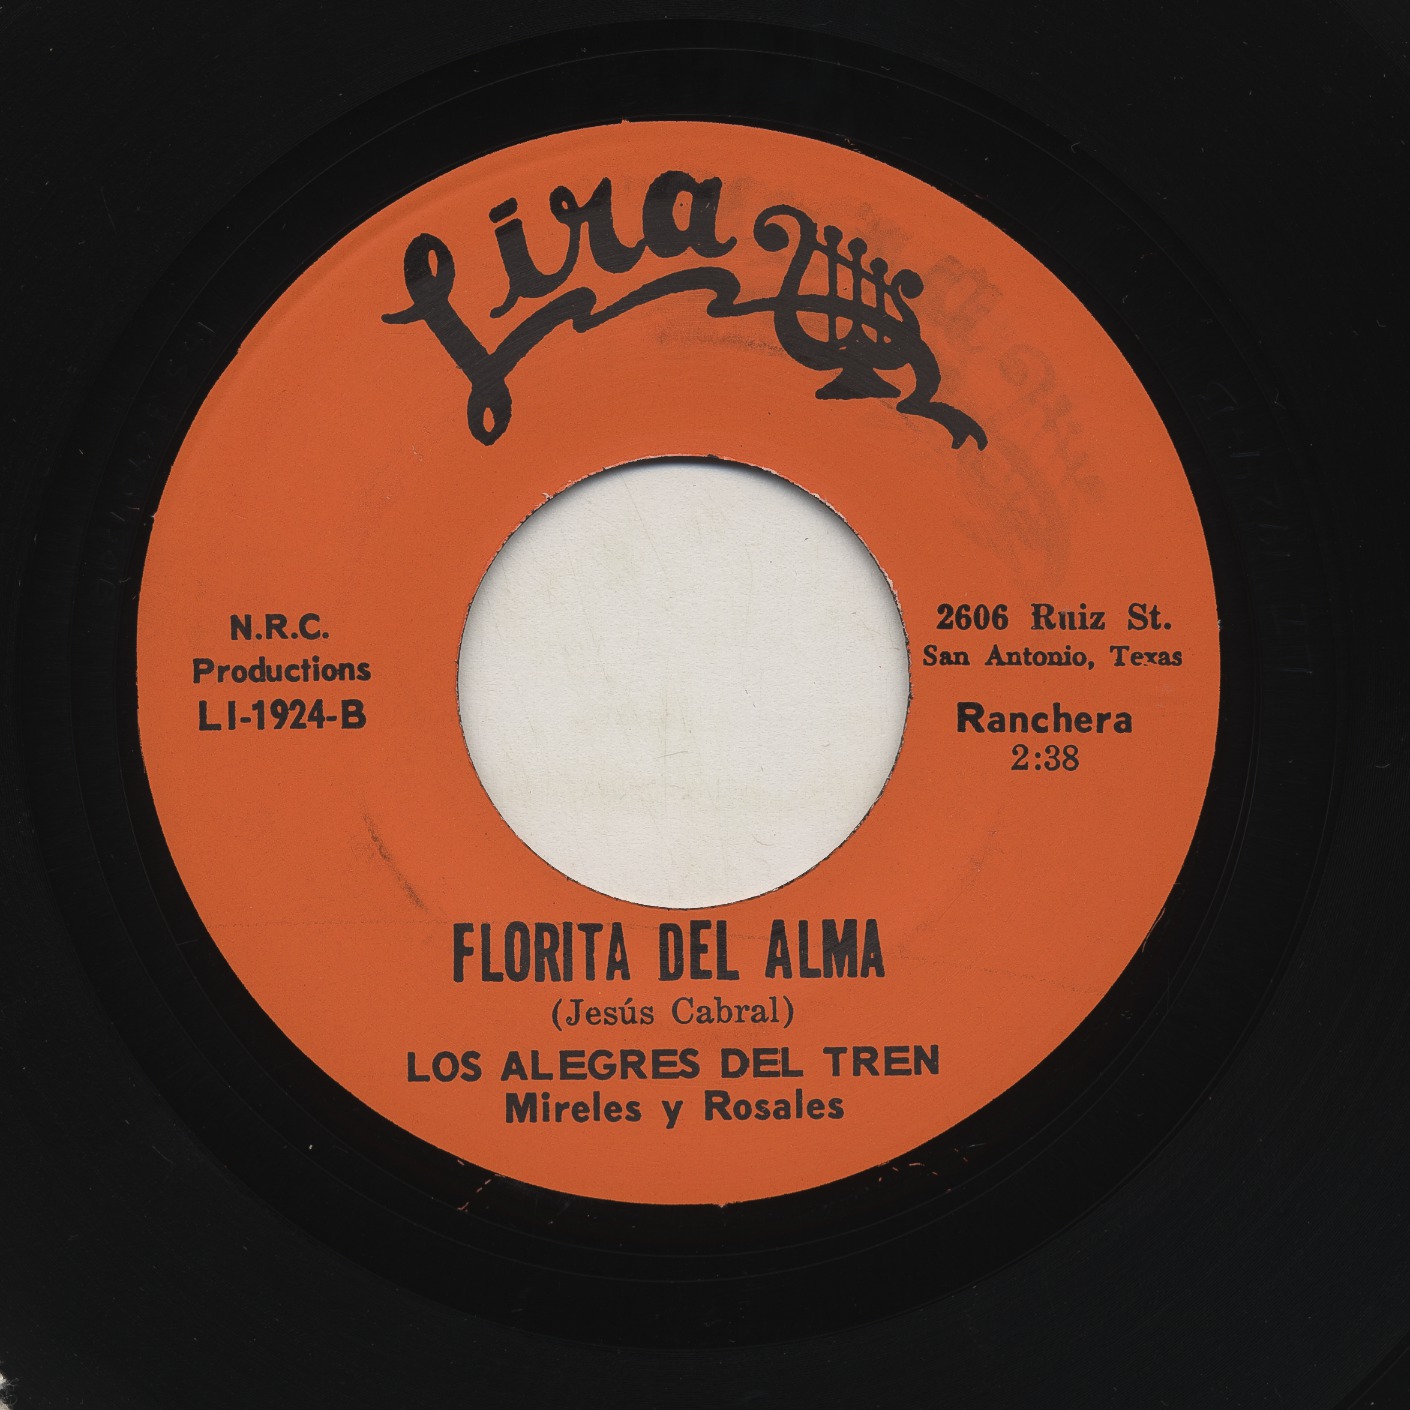 Lira
N.R.C.
Productions
LI-1924-B
2606 Ruiz St.
San Antonio, Texas
Ranchera
2:38
FLORITA DEL ALMA
(Jesús Cabral)
LOS ALEGRES DEL TREN
Mireles y Rosales